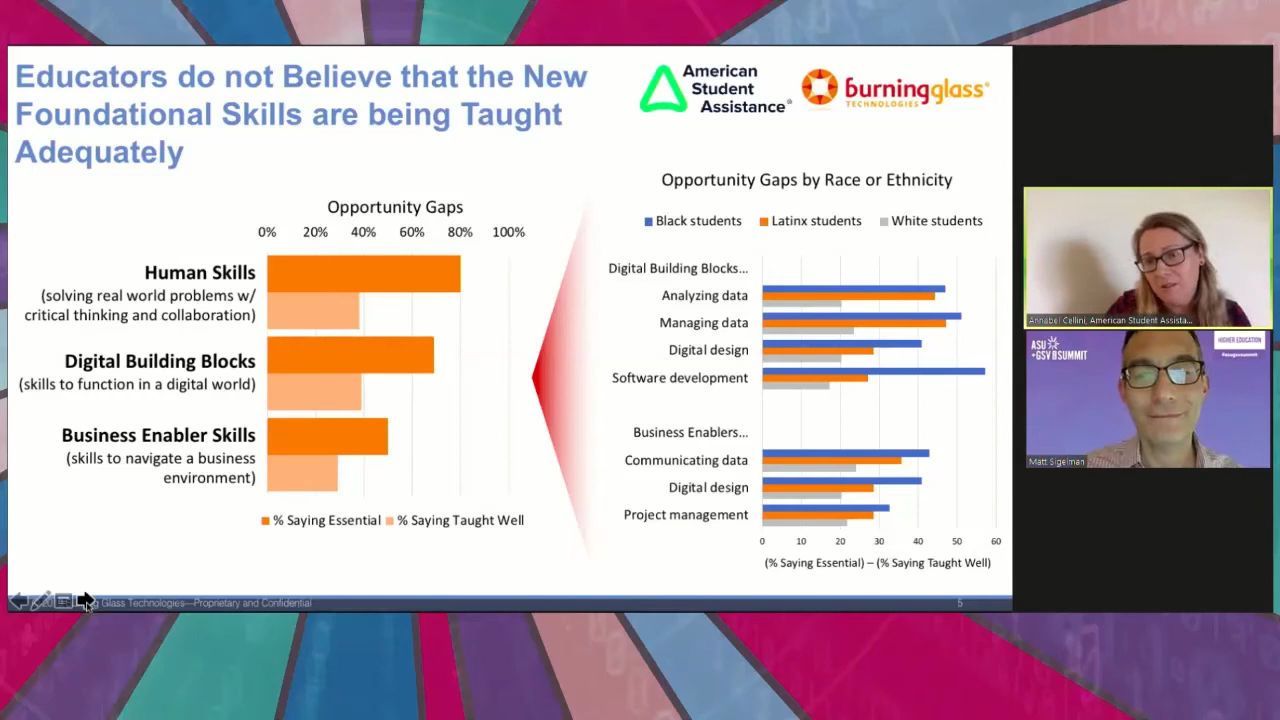 Educators do not Believe that the New
Foundational Skills are being Taught
Adequately
American
Student
Assistance®
burningglass®
TECHNOLOGIES
Opportunity Gaps
0% 20% 40% 60% 80% 100%
Human Skills
(solving real world problems w/
critical thinking and collaboration)
Digital Building Blocks
(skills to function in a digital world)
Business Enabler Skills
(skills to navigate a business
environment)
% Saying Essential % Saying Taught Well
Opportunity Gaps by Race or Ethnicity
Black students Latinx students White students
Digital Building Blocks...
Analyzing data
Managing data
Digital design
Software development
Business Enablers...
Communicating data
Digital design
Project management
0 10 20 30 40 50 60
(% Saying Essential) – (% Saying Taught Well)
Glass Technologies—Proprietary and Confidential
5
Annabel Cellini, American Student Assista...
ASU
+GSV SUMMIT
HIGHER EDUCATION
#asugsvsummit
Matt Sigelman